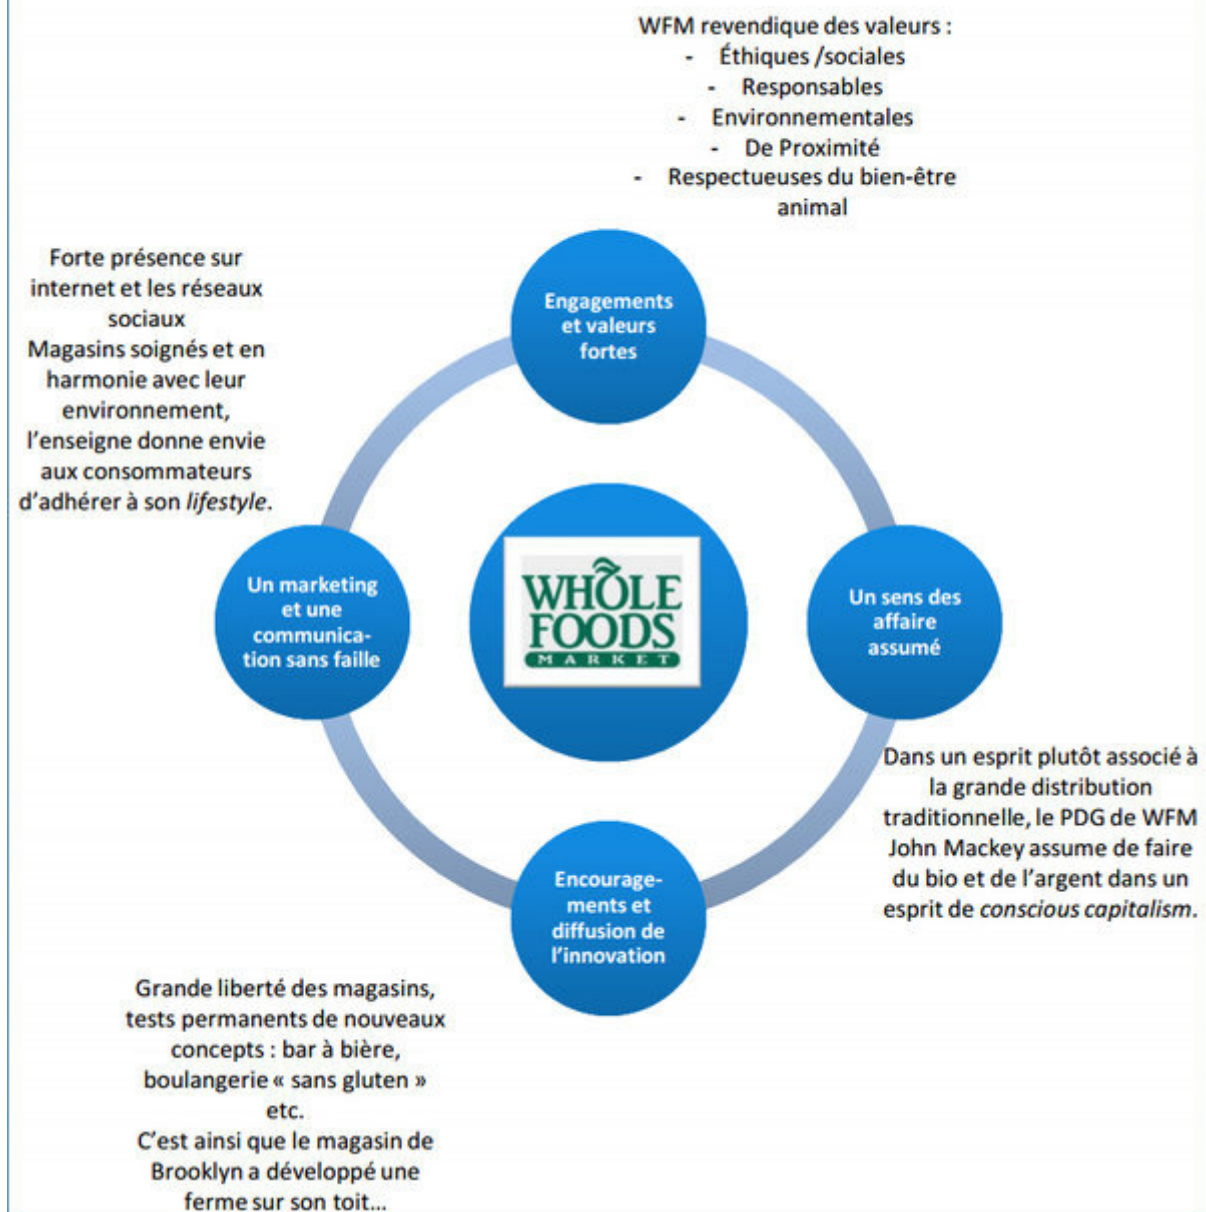 WFM revendique des valeurs :
- Éthiques /sociales
- Responsables
- Environnementales
- De Proximité
- Respectueuses du bien-être
animal
Engagements
et valeurs
fortes
Forte présence sur
internet et les réseaux
sociaux
Magasins soignés et en
harmonie avec leur
environnement,
l’enseigne donne envie
aux consommateurs
d’adhérer à son lifestyle.
Un marketing
et une
communica-
tion sans faille
WHOLE
FOODS
MARKET
Un sens des
affaire
assumé
Dans un esprit plutôt associé à
la grande distribution
traditionnelle, le PDG de WFM
John Mackey assume de faire
du bio et de l’argent dans un
esprit de conscious capitalism.
Encourage-
ments et
diffusion de
l’innovation
Grande liberté des magasins,
tests permanents de nouveaux
concepts : bar à bière,
boulangerie « sans gluten »
etc.
C’est ainsi que le magasin de
Brooklyn a développé une
ferme sur son toit…